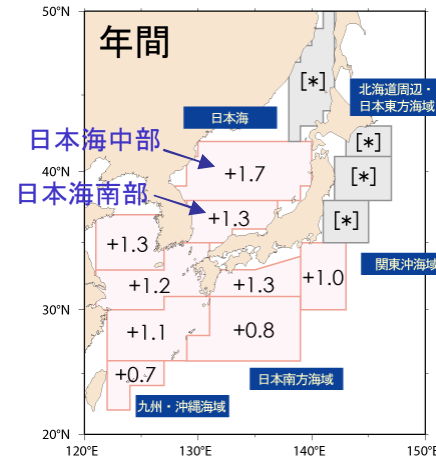 50°N
年間
[*]
日本海
北海道周辺・
日本東方海域
日本海中部
[*]
40°N
+1.7
[*]
日本海南部
+1.3
[*]
+1.3
関東沖海域
+1.2
+1.3
+1.0
30°N
+1.1
+0.8
+0.7
日本南方海域
九州・沖縄海域
20°N
120°E
130°E
140°E
150°E